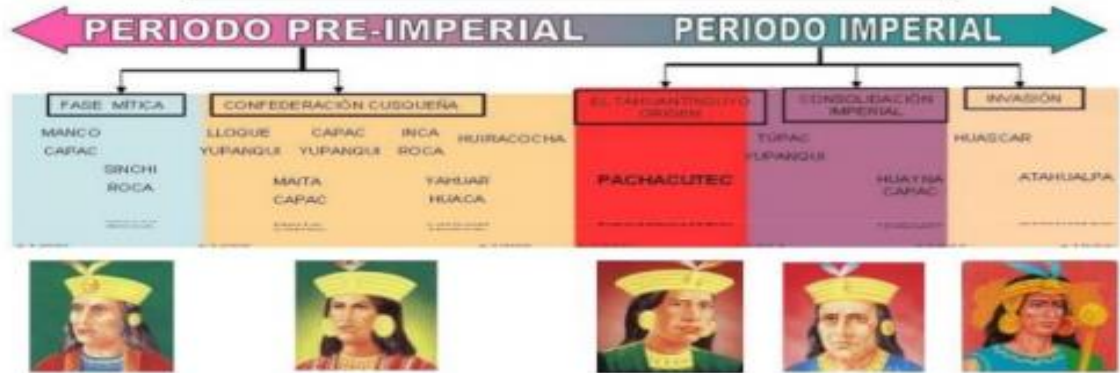 PERIODO PRE-IMPERIAL
PERIODO IMPERIAL
FASE MÍTICA
MANCO
CAPAC
SINCHI
ROCA
CONFEDERACIÓN CUSQUEÑA
LLOQUE
YUPANQUI
CAPAC
YUPANQUI
INCA
ROCA
HUIRACOCHA
MAITA
CAPAC
YAHUAR
HUACA
EL TAHUANTINSUYO
ORIGEN
PACHACUTEC
CONSOLIDACIÓN
IMPERIAL
TÚPAC
YUPANQUI
HUAYNA
CAPAC
INVASIÓN
HUASCAR
ATAHUALPA